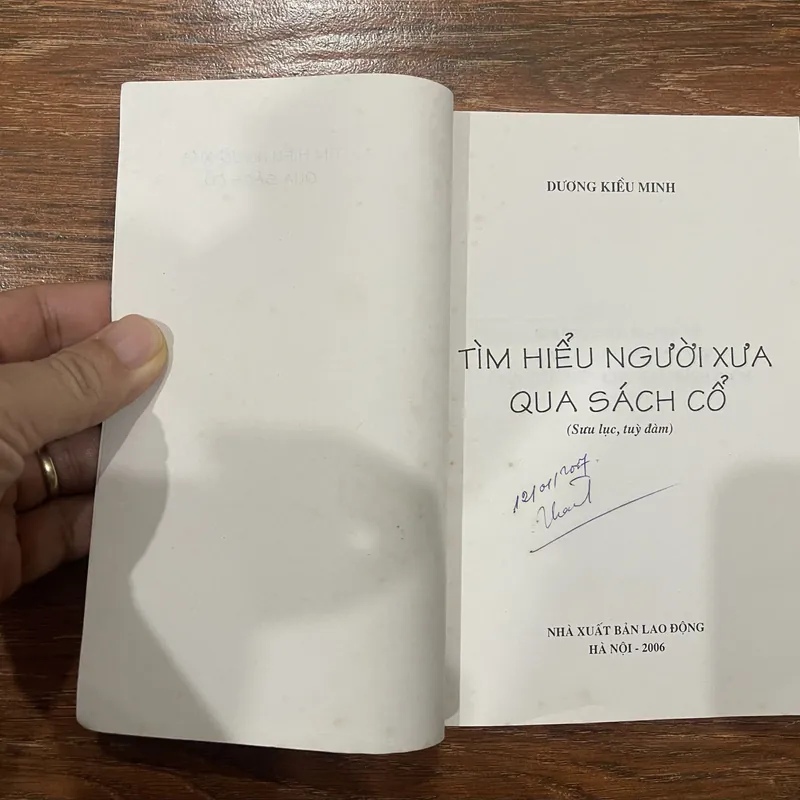 DƯƠNG KIỀU MINH
TÌM HIỂU NGƯỜI XƯA
QUA SÁCH CỔ
(Sưu lục, tuỳ đàm)
NHÀ XUẤT BẢN LAO ĐỘNG
HÀ NỘI - 2006